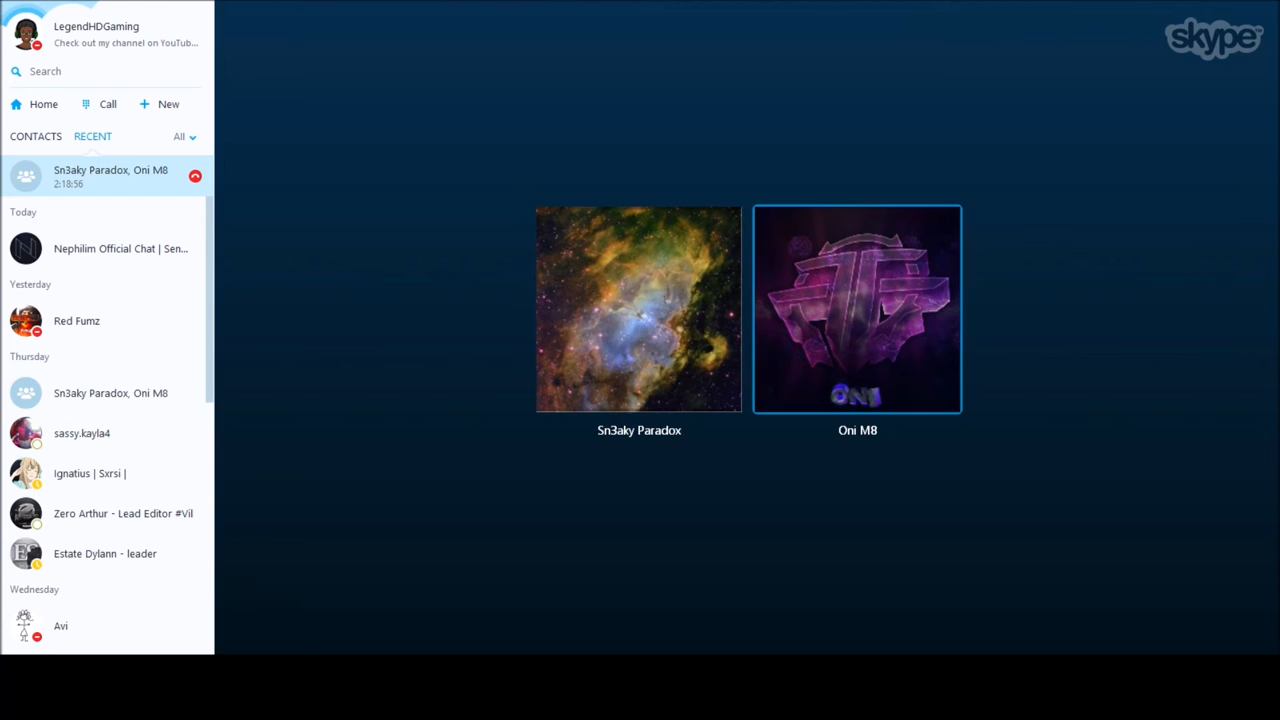 LegendHDGaming
Check out my channel on YouTub...
skype
Search
Home
Call
New
CONTACTS
RECENT
All
Sn3aky Paradox, Oni M8
2:18:56
Today
Nephilim Official Chat | Sen...
Yesterday
Red Fumz
Thursday
Sn3aky Paradox, Oni M8
sassy.kayla4
Ignatius | Sxrsi |
Zero Arthur - Lead Editor #Vil
Estate Dylann - leader
Wednesday
Avi
ONI
Sn3aky Paradox
Oni M8